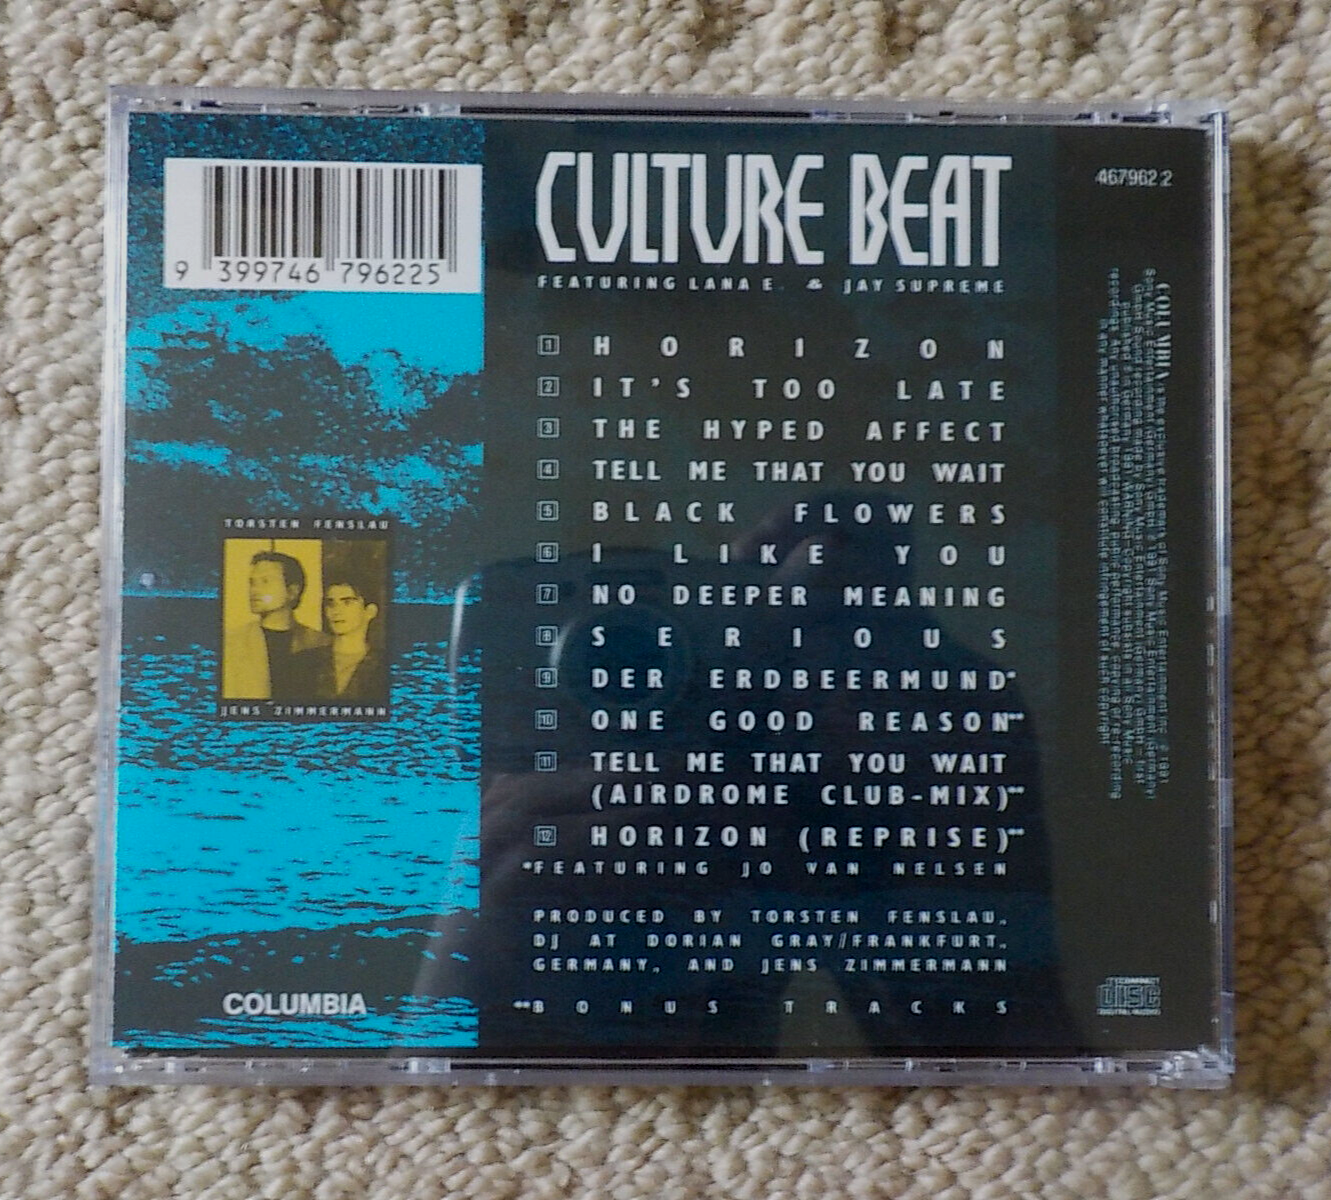 9 399746 796225
TORSTEN FENSLAU
JENS ZIMMERMANN
COLUMBIA
CULTURE BEAT
FEATURING LANA E. & JAY SUPREME
1 HORIZON
2 IT'S TOO LATE
3 THE HYPED AFFECT
4 TELL ME THAT YOU WAIT
5 BLACK FLOWERS
6 I LIKE YOU
7 NO DEEPER MEANING
8 SERIOUS
9 DER ERDBEERMUND*
10 ONE GOOD REASON**
11 TELL ME THAT YOU WAIT
(AIRDROME CLUB-MIX)**
12 HORIZON (REPRISE)**
*FEATURING JO VAN NELSEN
PRODUCED BY TORSTEN FENSLAU,
DJ AT DORIAN GRAY/FRANKFURT,
GERMANY, AND JENS ZIMMERMANN
**BONUS TRACKS
467962 2
COLUMBIA
COMPACT
DISC
DIGITAL AUDIO